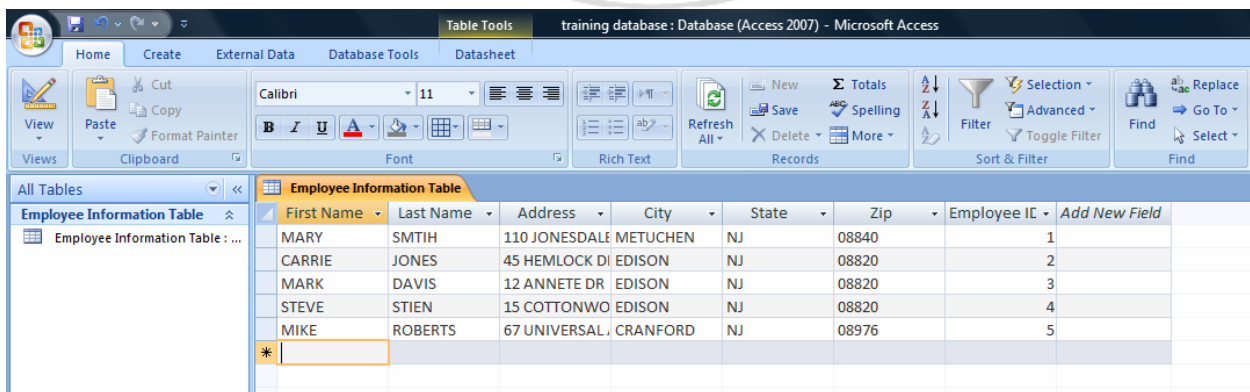 Table Tools training database : Database (Access 2007) - Microsoft Access
Home Create External Data Database Tools Datasheet
View
Views
Paste
Cut
Copy
Format Painter
Clipboard
Calibri 11
B I U A
Font
ab
Rich Text
Refresh All
New
Save
Delete
Σ Totals
ABC Spelling
More
Records
A Z
Z A
A Z
Filter
Selection
Advanced
Toggle Filter
Sort & Filter
Find
ab ac Replace
Go To
Select
Find
All Tables
Employee Information Table
Employee Information Table : ...
Employee Information Table
First Name Last Name Address City State Zip Employee ID Add New Field
MARY SMTIH 110 JONESDALE METUCHEN NJ 08840 1
CARRIE JONES 45 HEMLOCK DI EDISON NJ 08820 2
MARK DAVIS 12 ANNETE DR EDISON NJ 08820 3
STEVE STIEN 15 COTTONWO EDISON NJ 08820 4
MIKE ROBERTS 67 UNIVERSAL CRANFORD NJ 08976 5
*